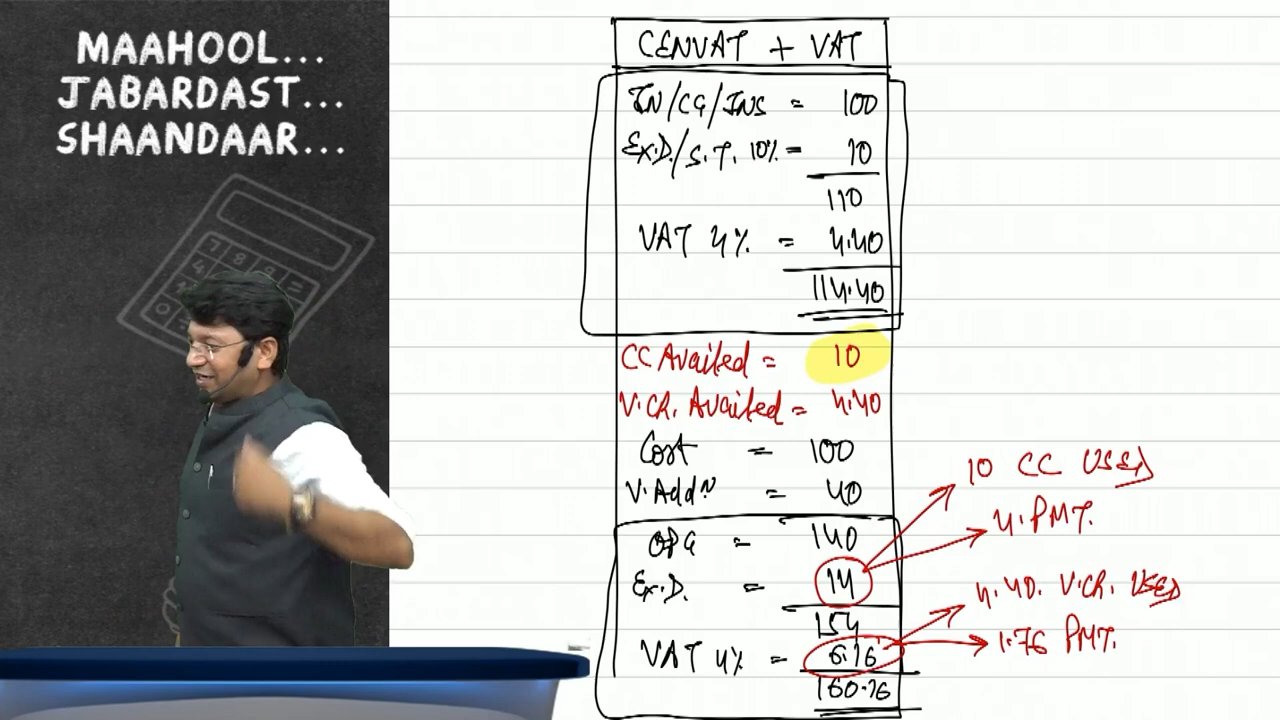 MAAHOOL...
JABARDAST...
SHAANDAAR...
CENVAT + VAT
IN/CG/INS = 100
EX.D./S.T. 10% = 10
110
VAT 4% = 4.40
114.40
CC Availed = 10
V.CR. Availed = 4.40
Cost = 100
V.Addn = 40
OPG = 140
Ex.D. = 14
154
VAT 4% = 6.16
160.16
10 CC USED
4. PMT.
4.40. V.CR. USED
1.76 PMT.